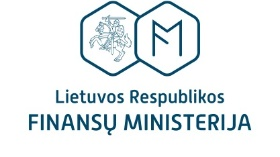 Lietuvos Respublikos
FINANSŲ MINISTERIJA